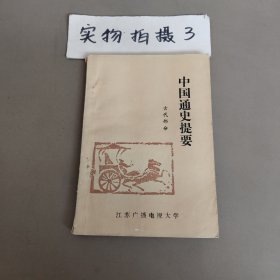 实物拍摄3
中国通史提要
古代部分
江苏广播电视大学